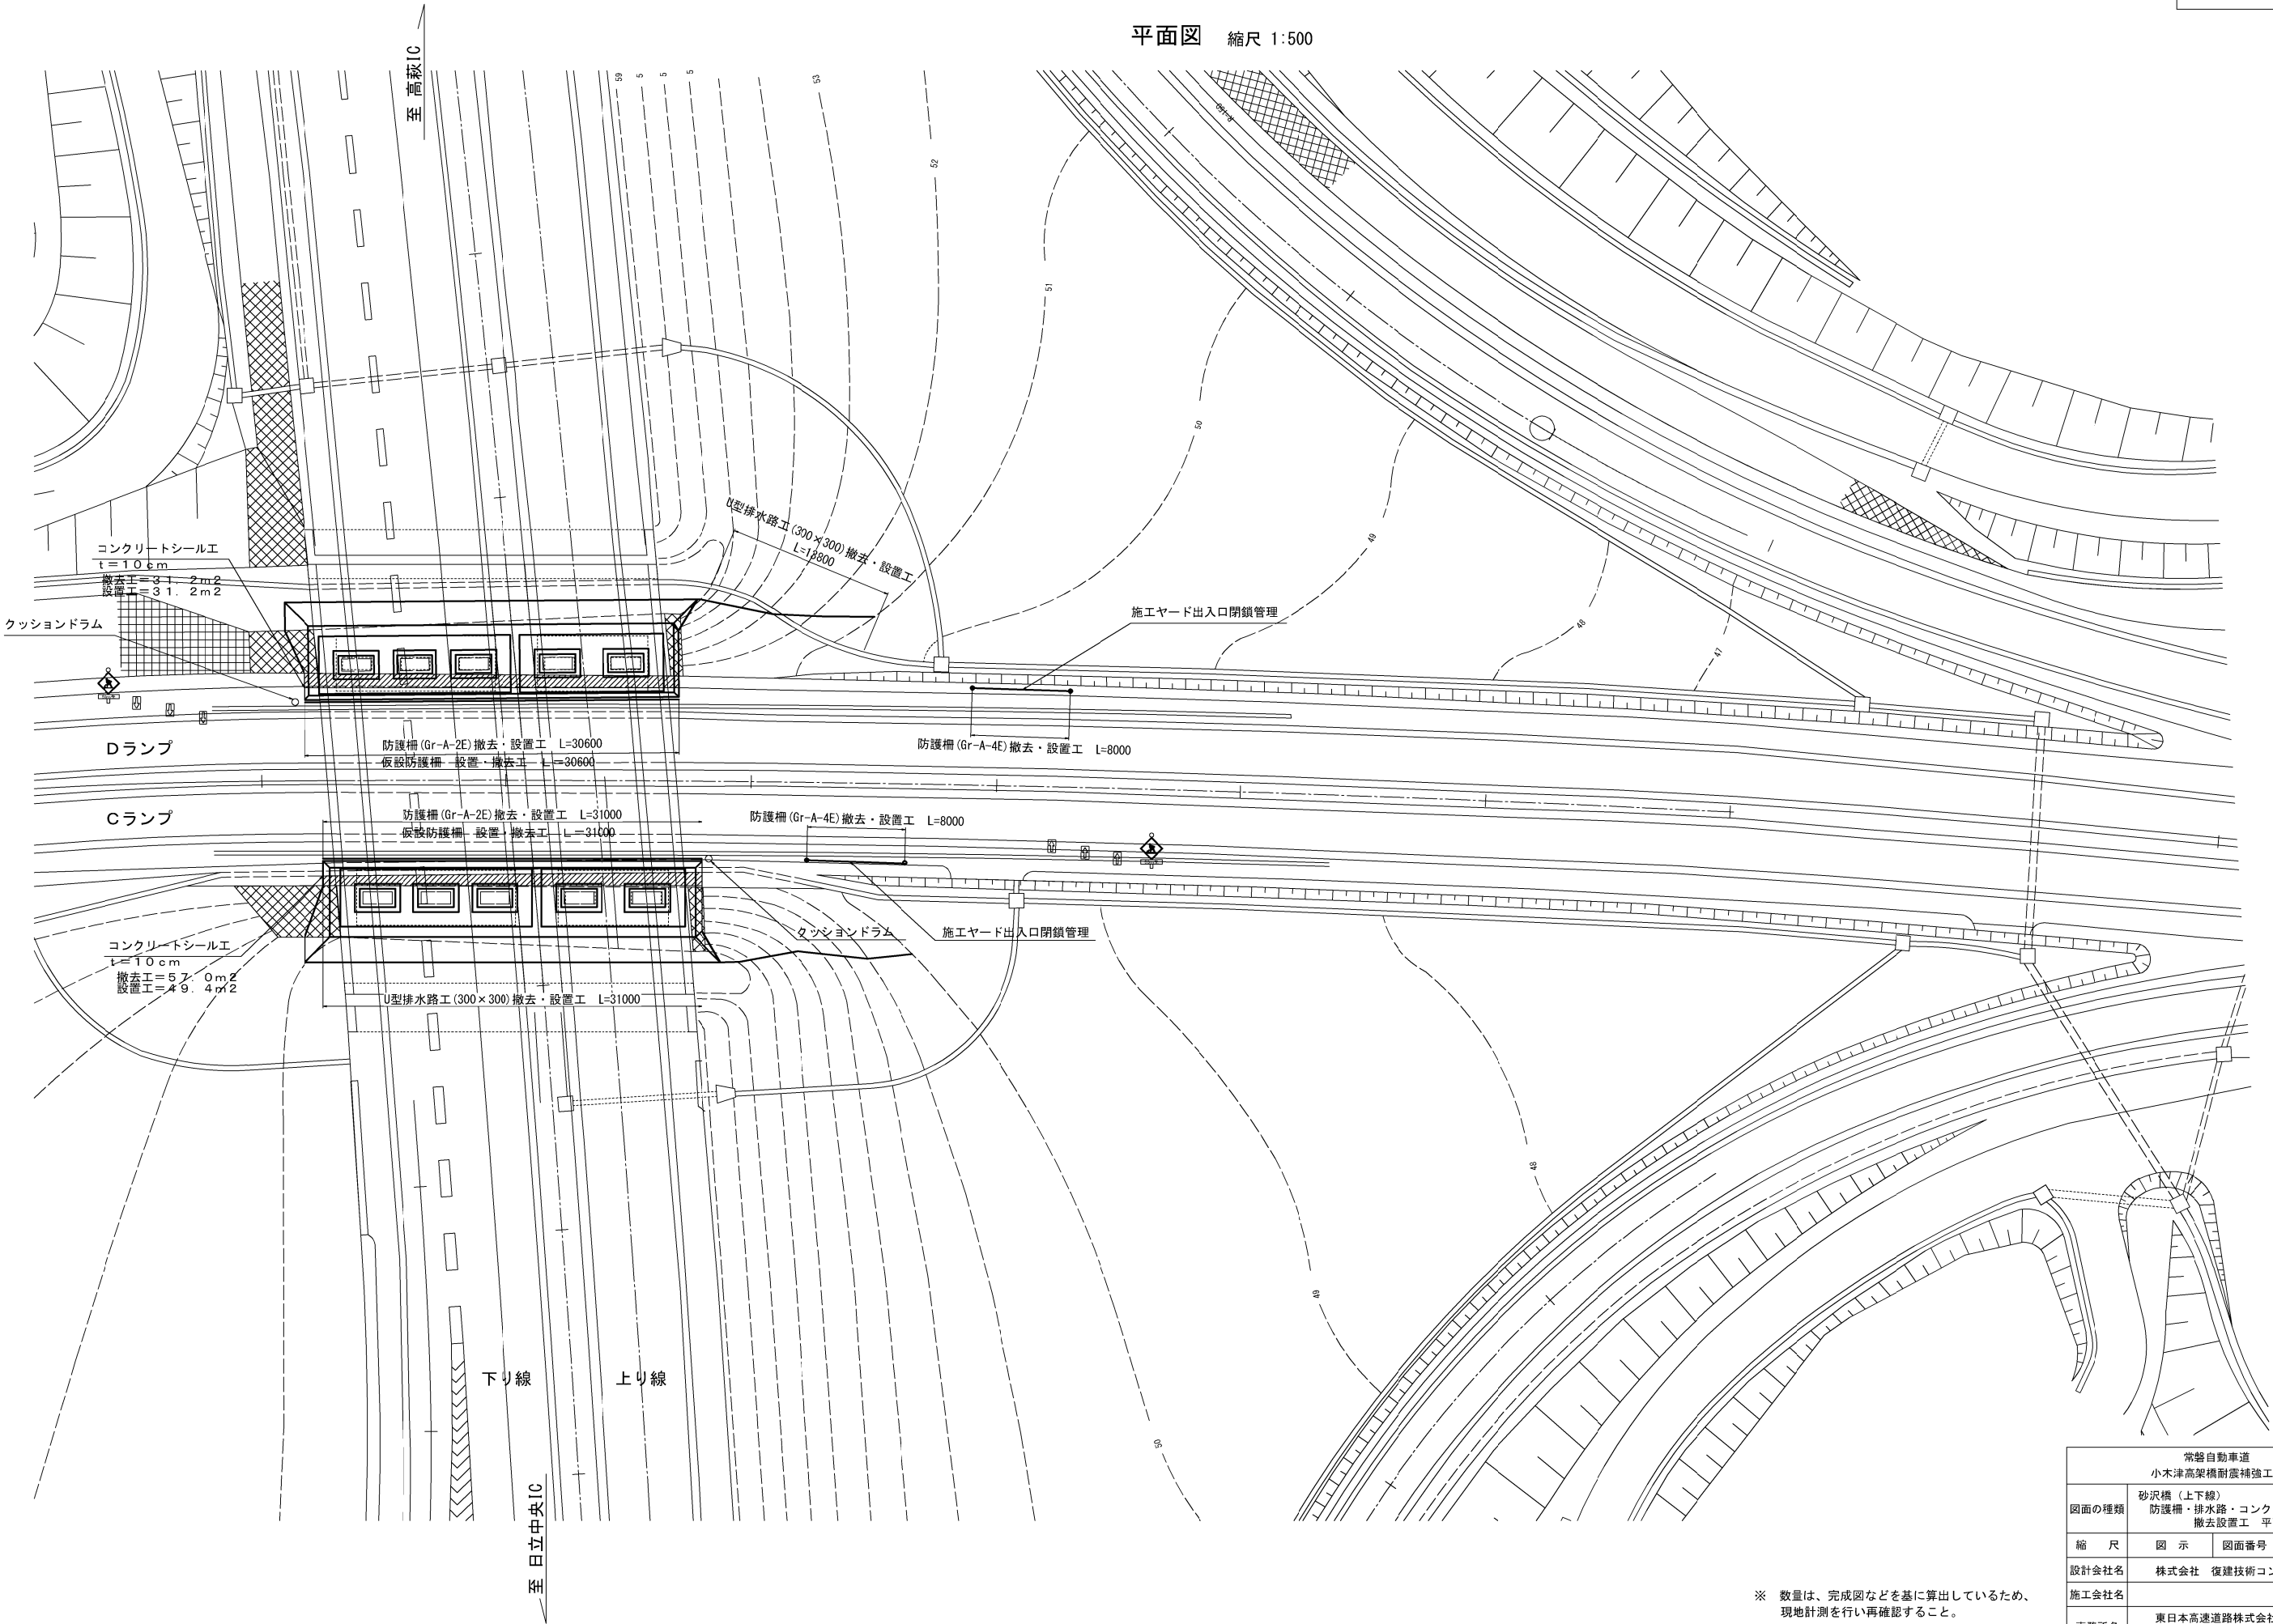 平面図 縮尺 1:500
至 高萩IC
59
5
5
5
53
52
51
50
49
48
47
R=150
U型排水路工(300×300)撤去・設置工
L=18800
コンクリートシール工
t=10cm
撤去工=31.2m2
設置工=31.2m2
クッションドラム
施工ヤード出入口閉鎖管理
Dランプ
防護柵(Gr-A-2E)撤去・設置工 L=30600
仮設防護柵 設置・撤去工 L=30600
防護柵(Gr-A-4E)撤去・設置工 L=8000
Cランプ
防護柵(Gr-A-2E)撤去・設置工 L=31000
仮設防護柵 設置・撤去工 L=31000
防護柵(Gr-A-4E)撤去・設置工 L=8000
クッションドラム
施工ヤード出入口閉鎖管理
コンクリートシール工
t=10cm
撤去工=57.0m2
設置工=49.4m2
U型排水路工(300×300)撤去・設置工 L=31000
48
49
50
下り線
上り線
至 日立中央IC
※ 数量は、完成図などを基に算出しているため、
現地計測を行い再確認すること。
常磐自動車道
小木津高架橋耐震補強工
図面の種類
砂沢橋(上下線)
防護柵・排水路・コンク
撤去設置工 平
縮 尺
図 示
図面番号
設計会社名
株式会社 復建技術コン
施工会社名
東日本高速道路株式会社